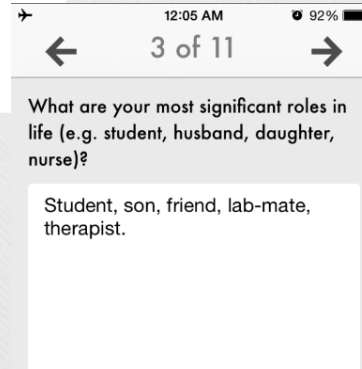 12:05 AM 92%
3 of 11
What are your most significant roles in
life (e.g. student, husband, daughter,
nurse)?
Student, son, friend, lab-mate,
therapist.